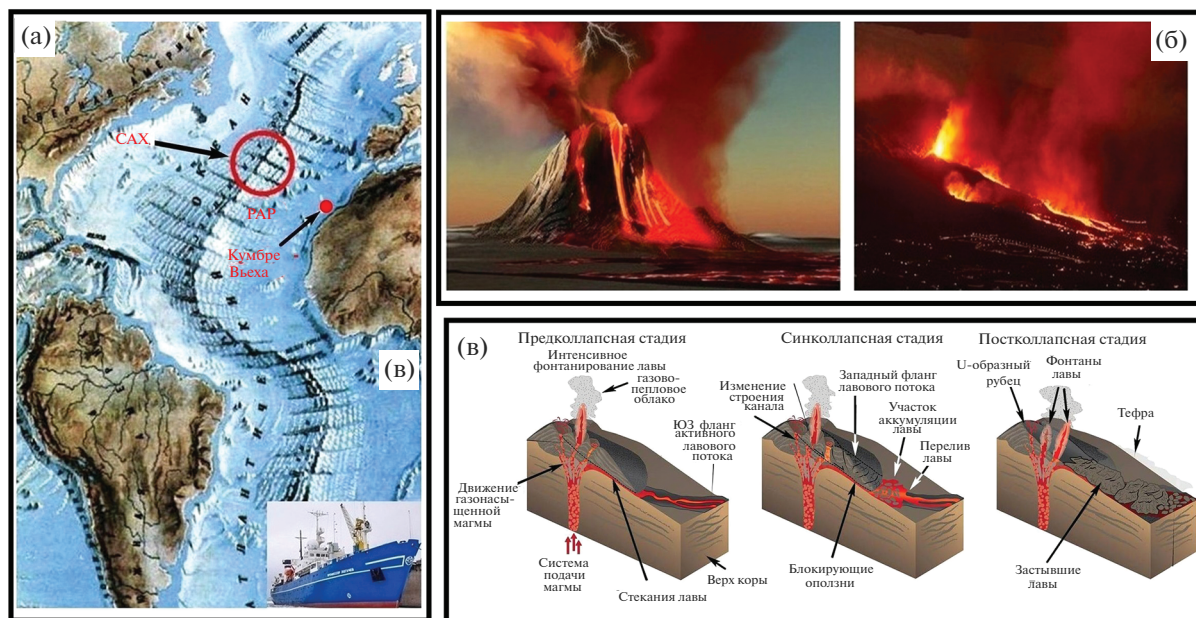 (а)
САХ
РАР
Кумбре
Вьеха
(в)
(б)
(в)
Предколлапсная стадия
Интенсивное
фонтанирование лавы
газово-
пепловое
облако
ЮЗ фланг
активного
лавового
потока
Движение
газонасы-
щенной
магмы
Система
подачи
магмы
Стекания лавы
Верх коры
Синколлапсная стадия
Изменение
строения
канала
Западный фланг
лавового потока
Участок
аккумуляции
лавы
Перелив
лавы
Блокирующие
оползни
Постколлапсная стадия
U-образный
рубец
Фонтаны
лавы
Тефра
Застывшие
лавы